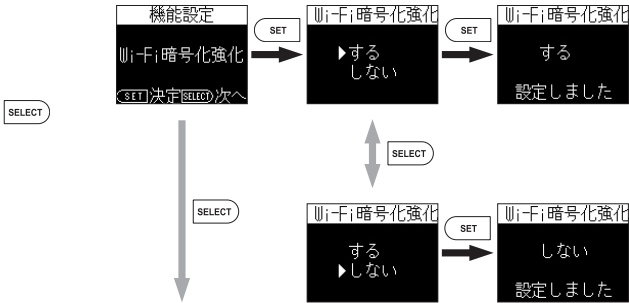 機能設定
Wi-Fi暗号化強化
SET決定SELECT次へ
SET
Wi-Fi暗号化強化
▶する
しない
SET
Wi-Fi暗号化強化
する
設定しました
SELECT
SELECT
SELECT
Wi-Fi暗号化強化
する
▶しない
SET
Wi-Fi暗号化強化
しない
設定しました